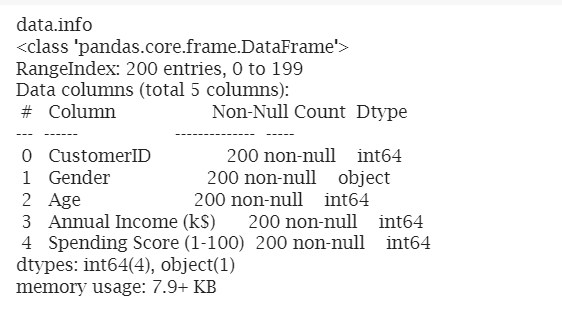 data.info
<class 'pandas.core.frame.DataFrame'>
RangeIndex: 200 entries, 0 to 199
Data columns (total 5 columns):
# Column Non-Null Count Dtype
--- ------ -------------- -----
0 CustomerID 200 non-null int64
1 Gender 200 non-null object
2 Age 200 non-null int64
3 Annual Income (k$) 200 non-null int64
4 Spending Score (1-100) 200 non-null int64
dtypes: int64(4), object(1)
memory usage: 7.9+ KB